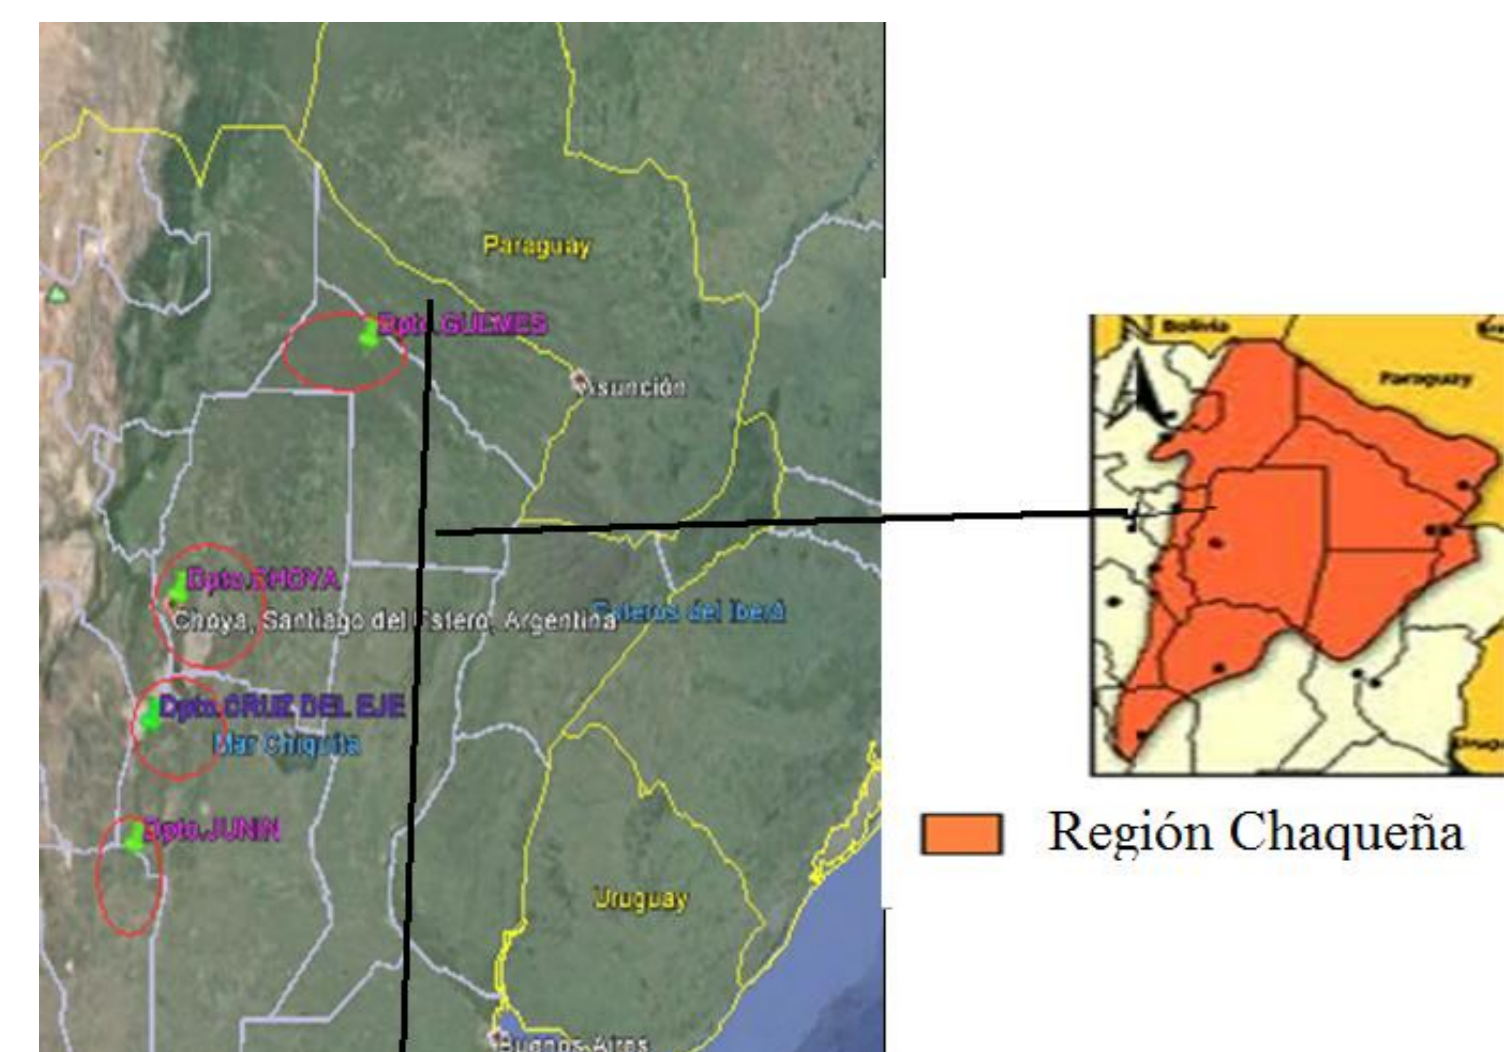 Paraguay
Dpto. GUEMES
Asunción
Dpto. CHOYA
Choya, Santiago del Estero, Argentina
Esteros del Iberá
Dpto. CRUZ DEL EJE
Mar Chiquita
Dpto. JUNIN
Uruguay
Buenos Aires
Bolivia
Paraguay
Región Chaqueña